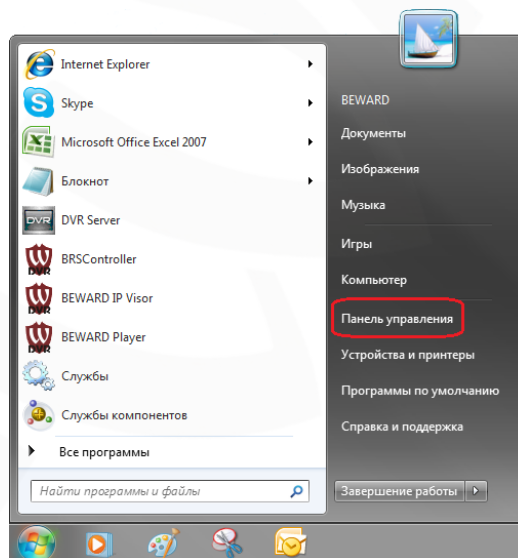 Internet Explorer
Skype
Microsoft Office Excel 2007
Блокнот
DVR Server
BRSController
BEWARD IP Visor
BEWARD Player
Службы
Службы компонентов
Все программы
Найти программы и файлы
BEWARD
Документы
Изображения
Музыка
Игры
Компьютер
Панель управления
Устройства и принтеры
Программы по умолчанию
Справка и поддержка
Завершение работы